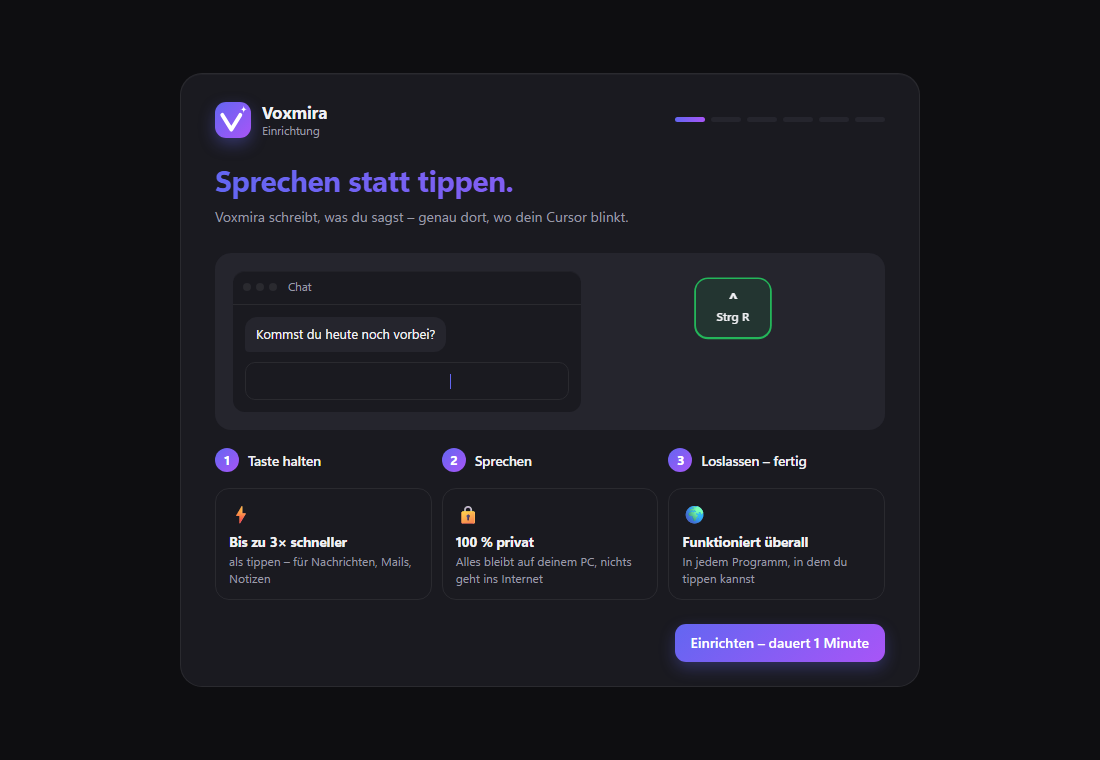 Voxmira
Einrichtung
Sprechen statt tippen.
Voxmira schreibt, was du sagst – genau dort, wo dein Cursor blinkt.
Chat
Kommst du heute noch vorbei?
^
Strg R
1 Taste halten
2 Sprechen
3 Loslassen – fertig
Bis zu 3× schneller
als tippen – für Nachrichten, Mails,
Notizen
100 % privat
Alles bleibt auf deinem PC, nichts
geht ins Internet
Funktioniert überall
In jedem Programm, in dem du
tippen kannst
Einrichten – dauert 1 Minute